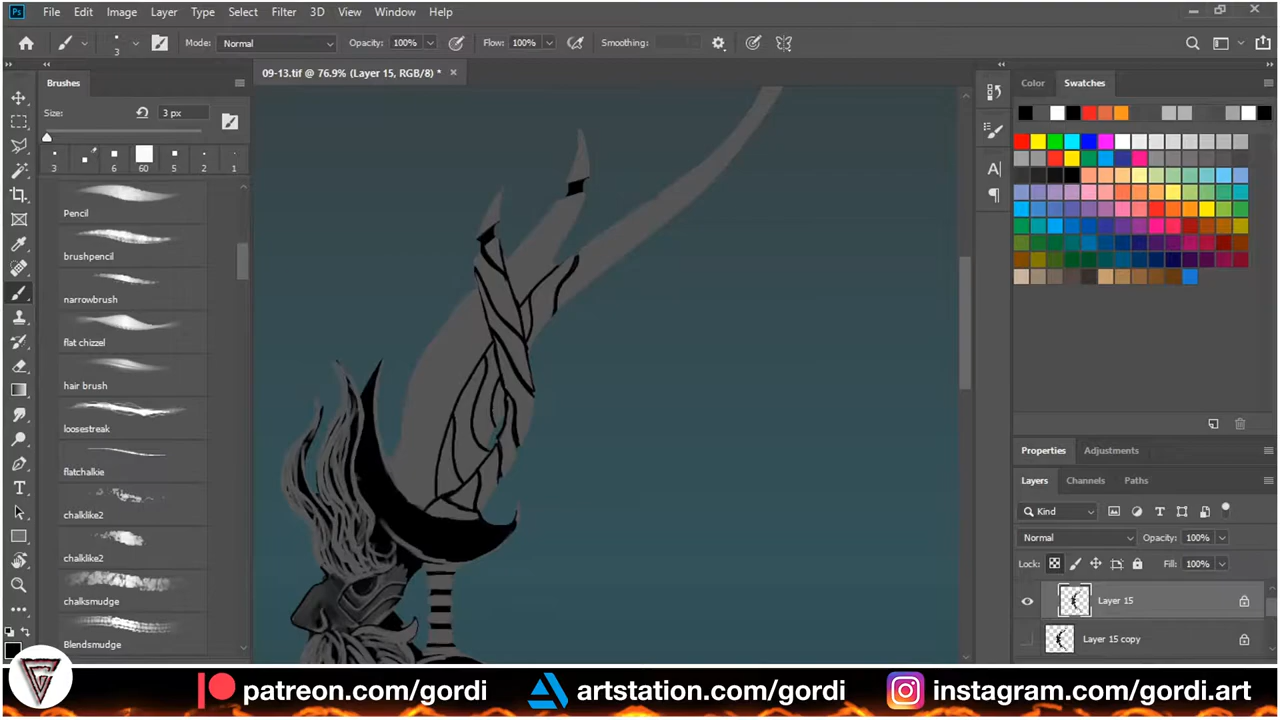 Ps File Edit Image Layer Type Select Filter 3D View Window Help
3 Mode: Normal Opacity: 100% Flow: 100% Smoothing:
09-13.tif @ 76.9% (Layer 15, RGB/8) *
Brushes
Size: 3 px
3 6 60 5 2 1
Pencil
brushpencil
narrowbrush
flat chizzel
hair brush
loosestreak
flatchalkie
chalklike2
chalklike2
chalksmudge
Blendsmudge
Color Swatches
Properties Adjustments
Layers Channels Paths
Kind
Normal Opacity: 100%
Lock: Fill: 100%
Layer 15
Layer 15 copy
patreon.com/gordi artstation.com/gordi instagram.com/gordi.art